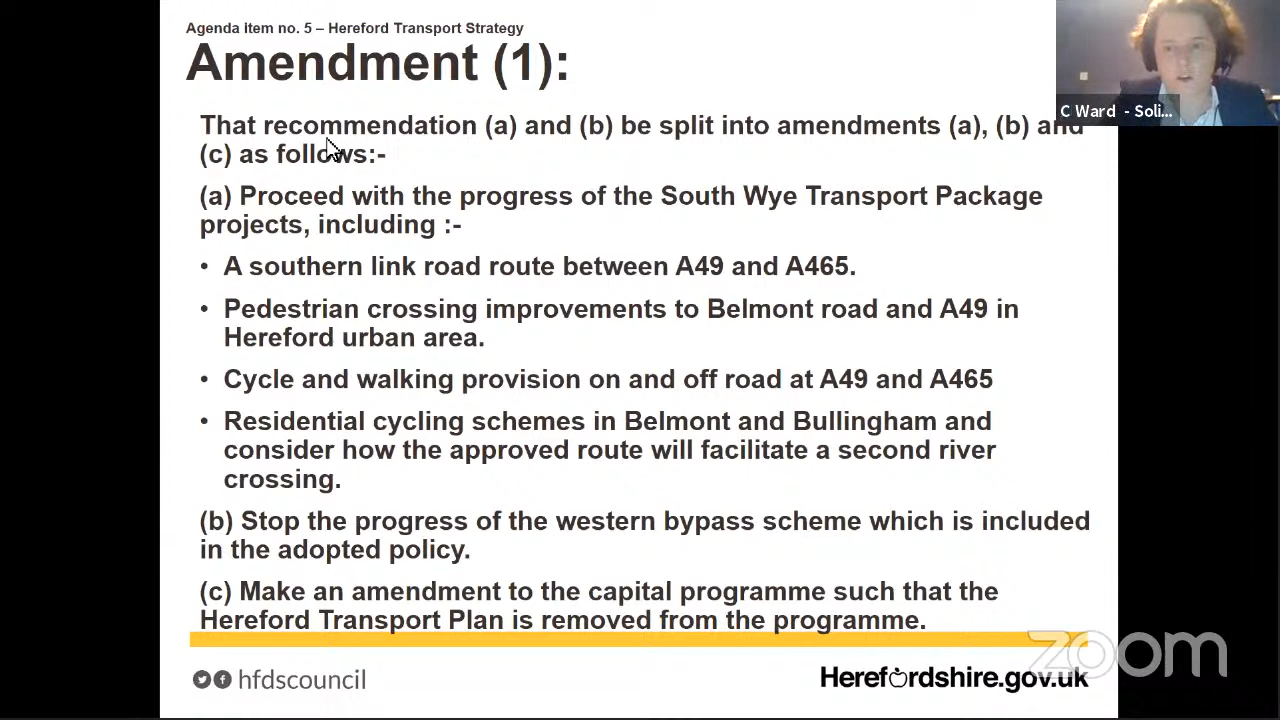 Agenda item no. 5 – Hereford Transport Strategy
Amendment (1):
C Ward - Soli...
That recommendation (a) and (b) be split into amendments (a), (b) and
(c) as follows:-
(a) Proceed with the progress of the South Wye Transport Package
projects, including :-
• A southern link road route between A49 and A465.
• Pedestrian crossing improvements to Belmont road and A49 in
Hereford urban area.
• Cycle and walking provision on and off road at A49 and A465
• Residential cycling schemes in Belmont and Bullingham and
consider how the approved route will facilitate a second river
crossing.
(b) Stop the progress of the western bypass scheme which is included
in the adopted policy.
(c) Make an amendment to the capital programme such that the
Hereford Transport Plan is removed from the programme.
hfdscouncil
Herefordshire.gov.uk
zoom